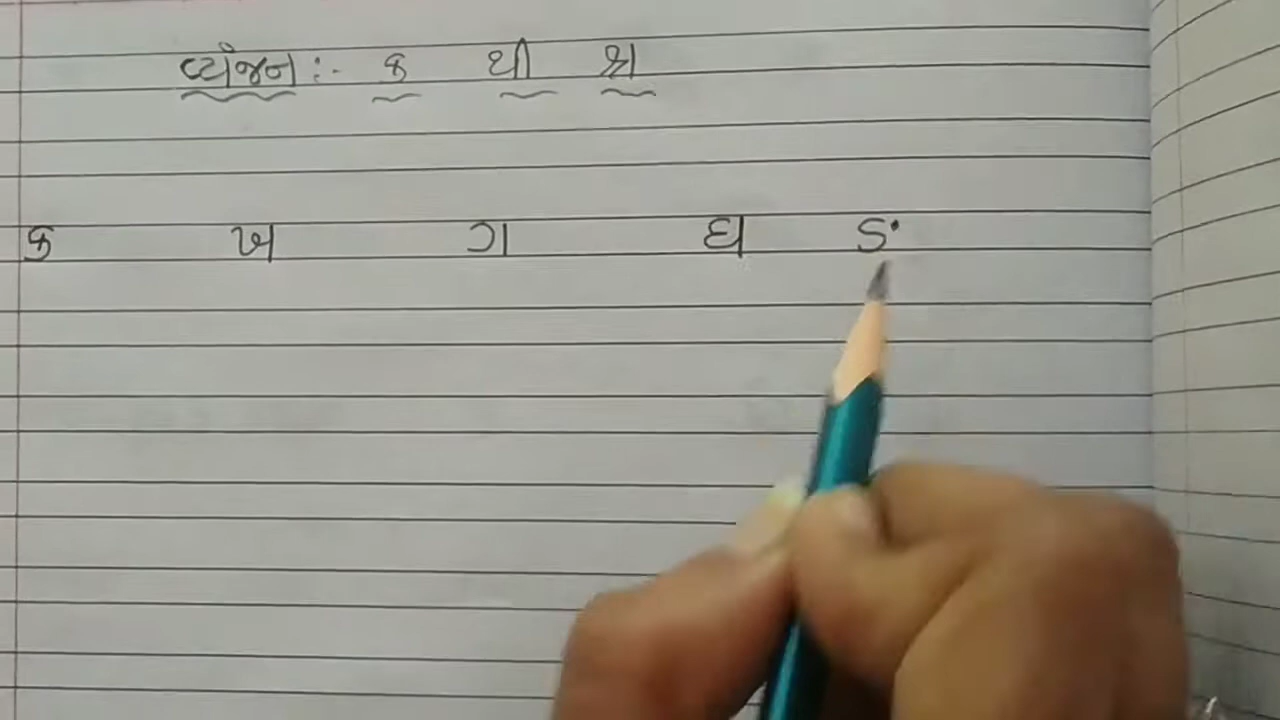 વ્યંજન :- ક થી શ્ર
ક ખ ગ ઘ ઙ